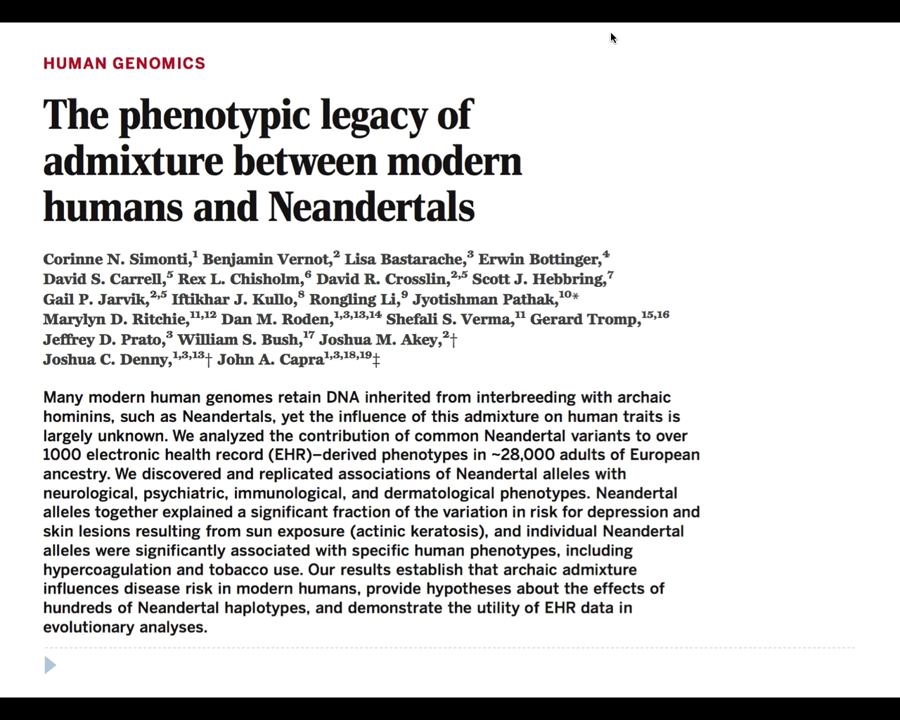 HUMAN GENOMICS
The phenotypic legacy of
admixture between modern
humans and Neandertals
Corinne N. Simonti,¹ Benjamin Vernot,² Lisa Bastarache,³ Erwin Bottinger,⁴
David S. Carrell,⁵ Rex L. Chisholm,⁶ David R. Crosslin,²,⁵ Scott J. Hebbring,⁷
Gail P. Jarvik,²,⁵ Iftikhar J. Kullo,⁸ Rongling Li,⁹ Jyotishman Pathak,¹⁰*
Marylyn D. Ritchie,¹¹,¹² Dan M. Roden,¹,³,¹³,¹⁴ Shefali S. Verma,¹¹ Gerard Tromp,¹⁵,¹⁶
Jeffrey D. Prato,³ William S. Bush,¹⁷ Joshua M. Akey,²†
Joshua C. Denny,¹,³,¹³† John A. Capra¹,³,¹⁸,¹⁹‡
Many modern human genomes retain DNA inherited from interbreeding with archaic
hominins, such as Neandertals, yet the influence of this admixture on human traits is
largely unknown. We analyzed the contribution of common Neandertal variants to over
1000 electronic health record (EHR)–derived phenotypes in ~28,000 adults of European
ancestry. We discovered and replicated associations of Neandertal alleles with
neurological, psychiatric, immunological, and dermatological phenotypes. Neandertal
alleles together explained a significant fraction of the variation in risk for depression and
skin lesions resulting from sun exposure (actinic keratosis), and individual Neandertal
alleles were significantly associated with specific human phenotypes, including
hypercoagulation and tobacco use. Our results establish that archaic admixture
influences disease risk in modern humans, provide hypotheses about the effects of
hundreds of Neandertal haplotypes, and demonstrate the utility of EHR data in
evolutionary analyses.